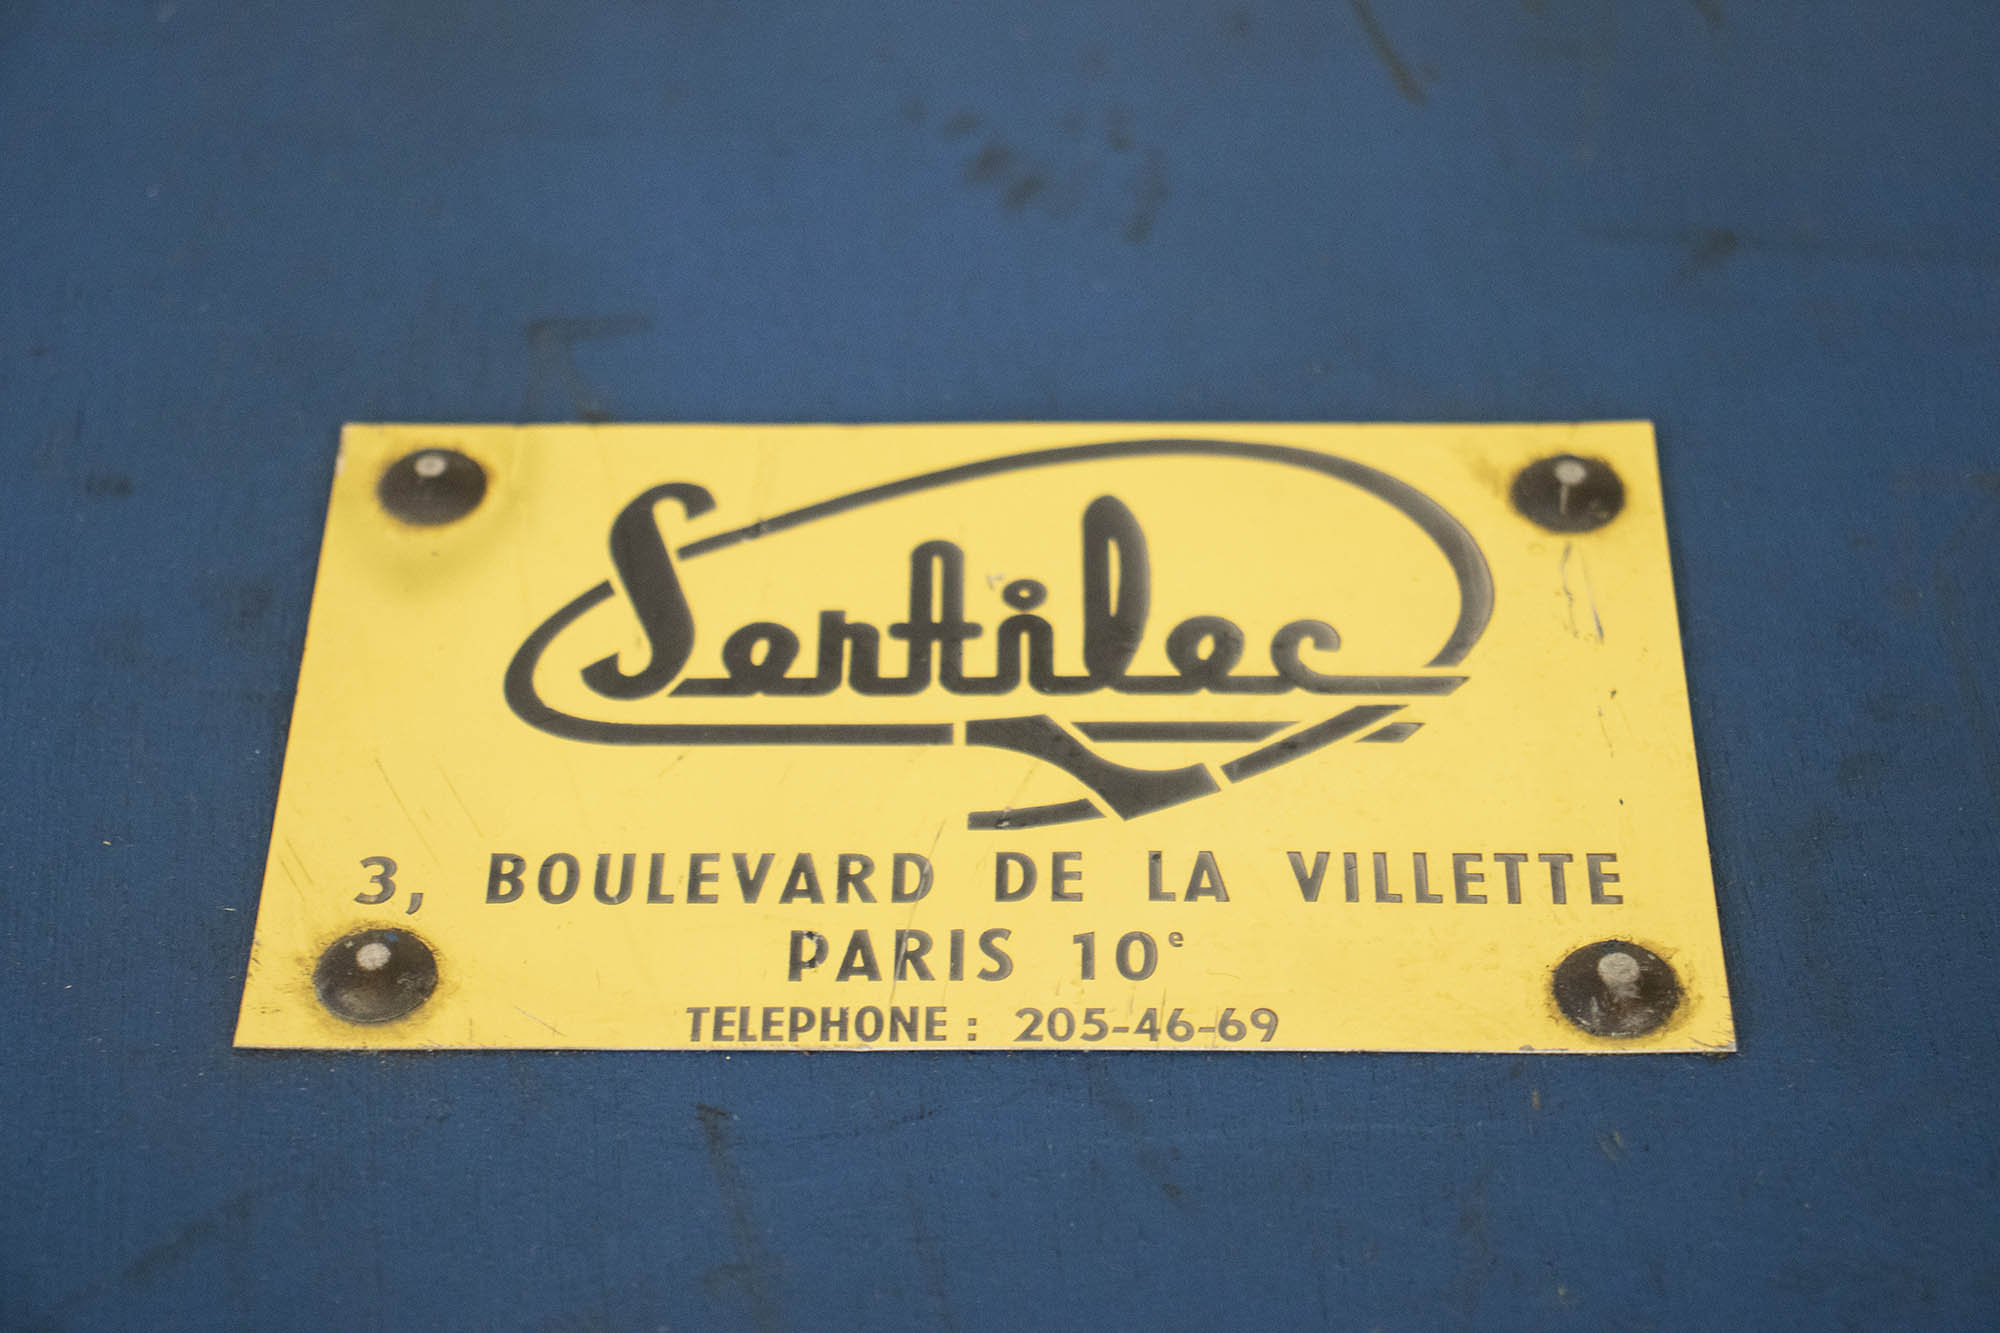 Sertilec
3, BOULEVARD DE LA VILLETTE
PARIS 10e
TELEPHONE : 205-46-69